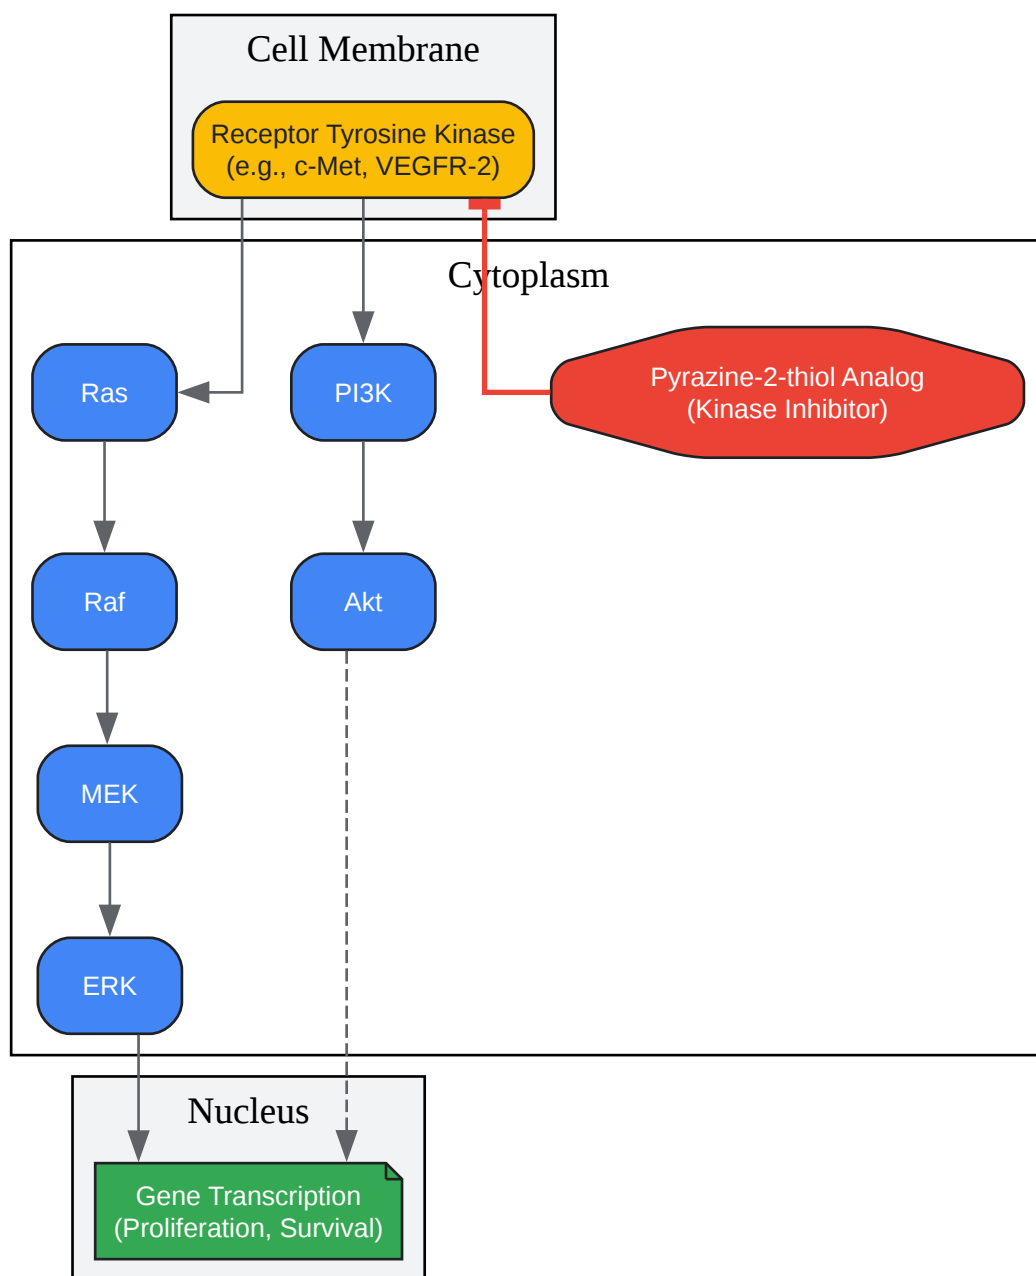 Cell Membrane
Receptor Tyrosine Kinase
(e.g., c-Met, VEGFR-2)
Cytoplasm
Ras
PI3K
Pyrazine-2-thiol Analog
(Kinase Inhibitor)
Raf
Akt
MEK
ERK
Nucleus
Gene Transcription
(Proliferation, Survival)